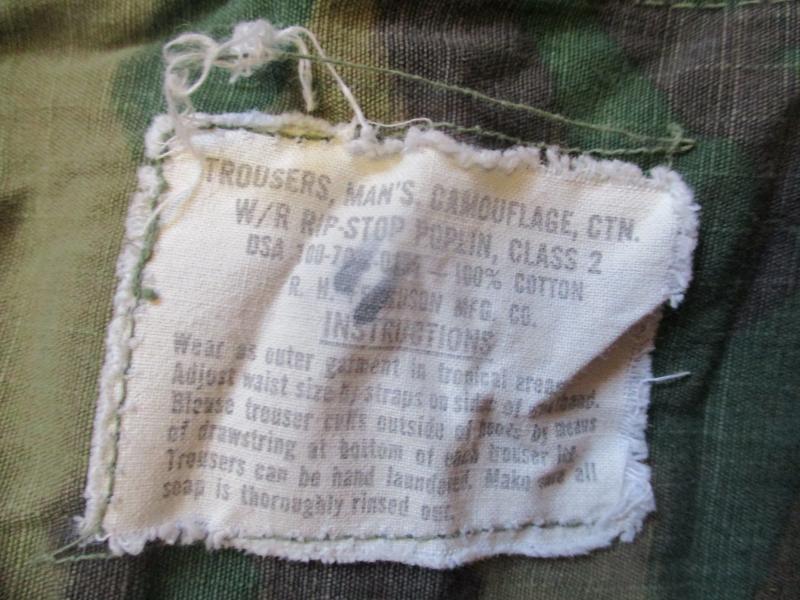 TROUSERS, MAN'S, CAMOUFLAGE, CTN.
W/R RIP-STOP POPLIN, CLASS 2
DSA 100-70- 100% COTTON
R. H. MFG. CO.
INSTRUCTIONS
Wear as outer garment in tropical areas.
Adjust waist size by straps on sides of waistband.
Blouse trouser cuffs outside of boots by means
of drawstring at bottom of each trouser leg.
Trousers can be hand laundered. Make sure all
soap is thoroughly rinsed out.